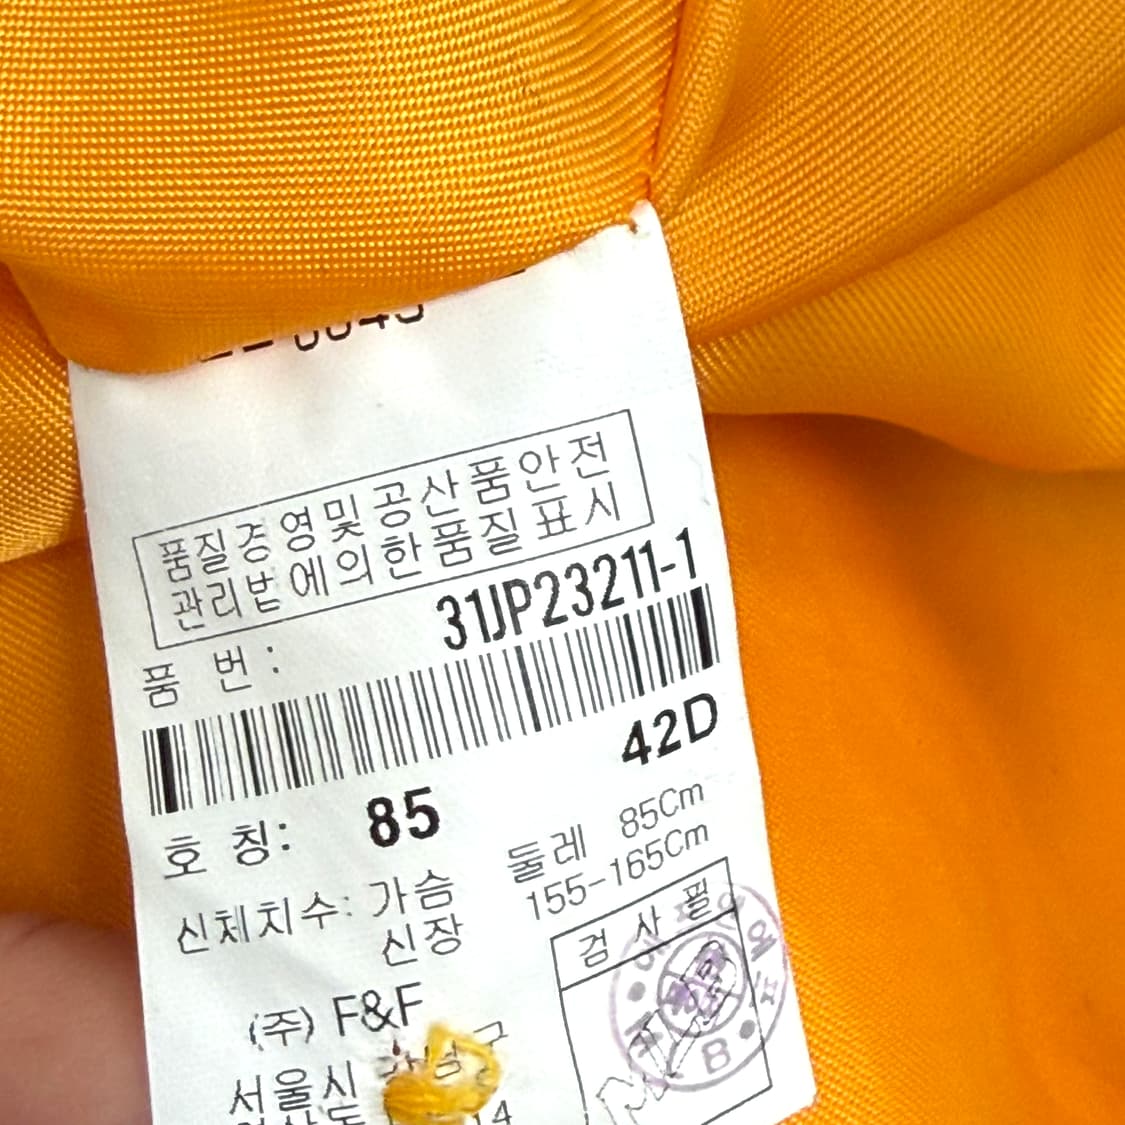 품질경영및공산품안전
관리법에의한품질표시
품 번: 31JP23211-1
42D
호 칭: 85
신체치수: 가슴 둘레 85Cm
신장 155-165Cm
검 사 필
(주) F&F
서울시